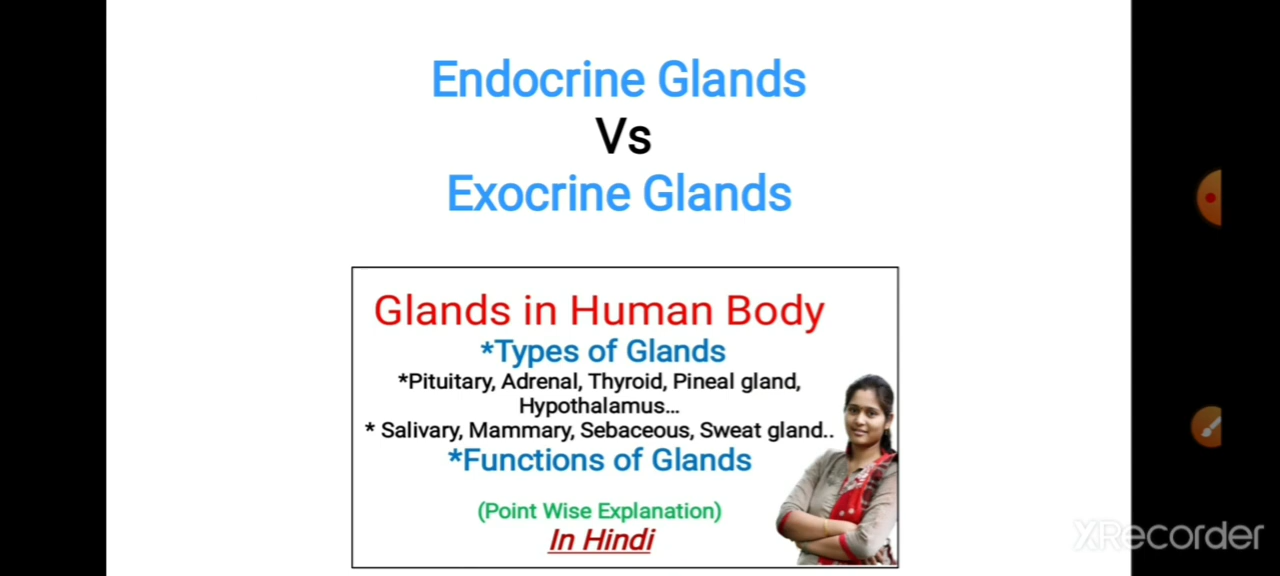 Endocrine Glands
Vs
Exocrine Glands
Glands in Human Body
*Types of Glands
*Pituitary, Adrenal, Thyroid, Pineal gland,
Hypothalamus...
* Salivary, Mammary, Sebaceous, Sweat gland..
*Functions of Glands
(Point Wise Explanation)
In Hindi
XRecorder